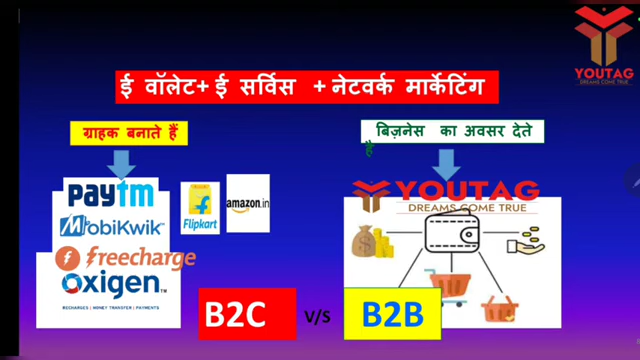 YOUTAG
DREAMS COME TRUE
ई वॉलेट+ ई सर्विस + नेटवर्क मार्केटिंग
ग्राहक बनाते हैं
बिज़नेस का अवसर देते
हैं
paytm
MobiKwik
freecharge
Oxigen™
RECHARGES | MONEY TRANSFER | PAYMENTS
Flipkart
amazon.in
YOUTAG
DREAMS COME TRUE
B2C
V/S
B2B